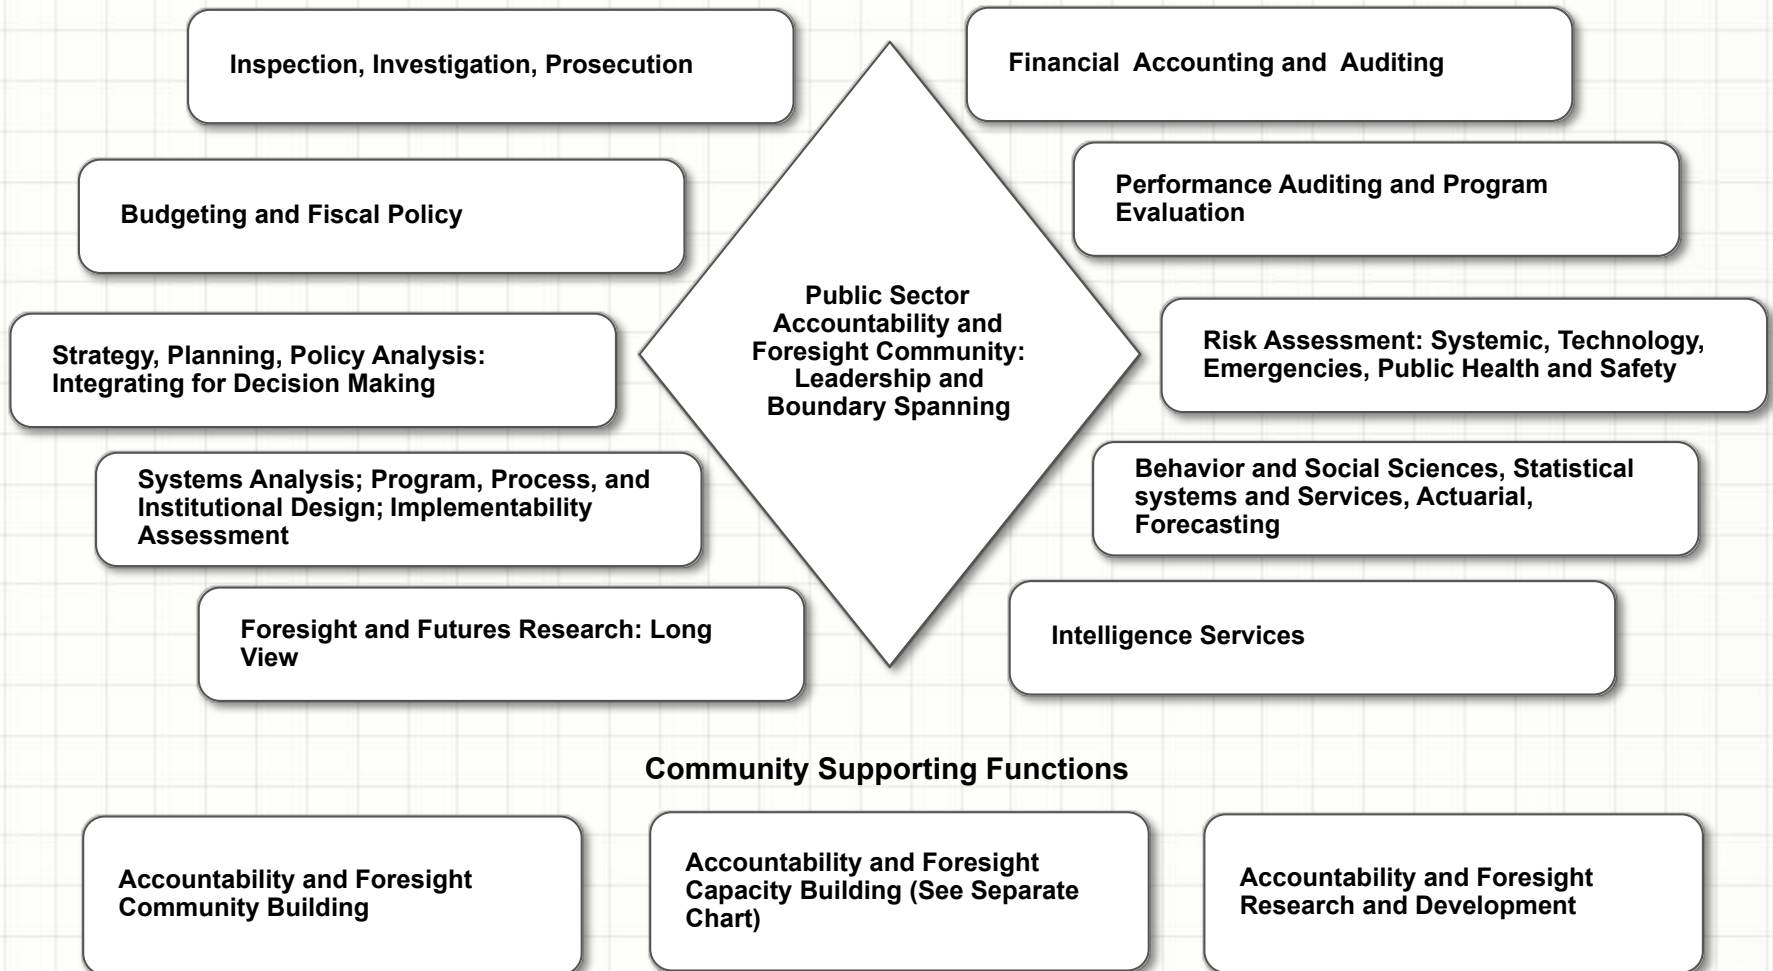 Inspection, Investigation, Prosecution
Financial Accounting and Auditing
Budgeting and Fiscal Policy
Performance Auditing and Program
Evaluation
Public Sector
Accountability and
Foresight Community:
Leadership and
Boundary Spanning
Strategy, Planning, Policy Analysis:
Integrating for Decision Making
Risk Assessment: Systemic, Technology,
Emergencies, Public Health and Safety
Systems Analysis; Program, Process, and
Institutional Design; Implementability
Assessment
Behavior and Social Sciences, Statistical
systems and Services, Actuarial,
Forecasting
Foresight and Futures Research: Long
View
Intelligence Services
Community Supporting Functions
Accountability and Foresight
Community Building
Accountability and Foresight
Capacity Building (See Separate
Chart)
Accountability and Foresight
Research and Development